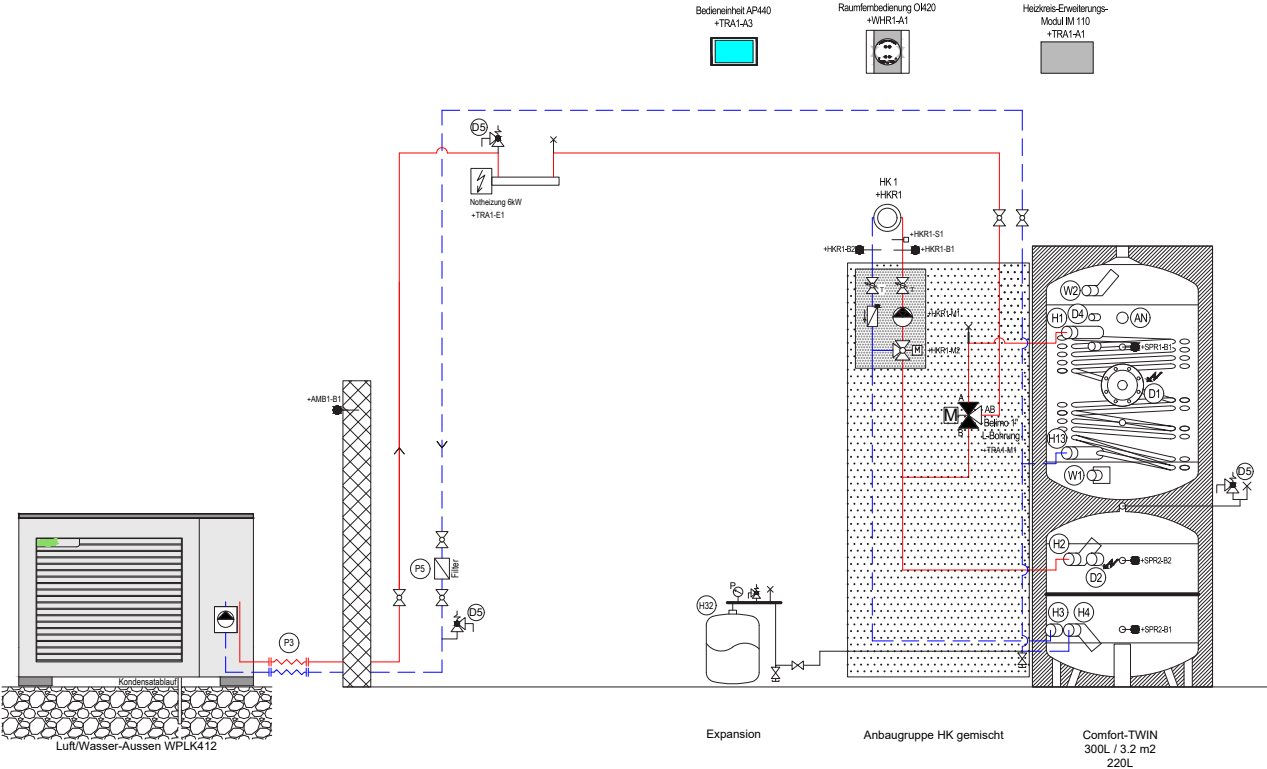 Bedieneinheit AP440
+TRA1-A3
Raumfernbedienung OI420
+WHR1-A1
Heizkreis-Erweiterungs-
Modul IM 110
+TRA1-A1
D5
Notheizung 6kW
+TRA1-E1
HK 1
+HKR1
+HKR1-S1
+HKR1-B2
+HKR1-B1
T
T
+HKR1-M1
+HKR1-M2
M
W2
H1
D4
AN
+SPR1-B1
D1
+AMB1-B1
A
M
AB
Belimo 1"
L-Bohrung
B
+TRA1-M1
H13
W1
D5
H2
D2
+SPR2-B2
P5
Filter
D5
H32
P
H3
H4
+SPR2-B1
P3
Kondensatablauf
Luft/Wasser-Aussen WPLK412
Expansion
Anbaugruppe HK gemischt
Comfort-TWIN
300L / 3.2 m2
220L